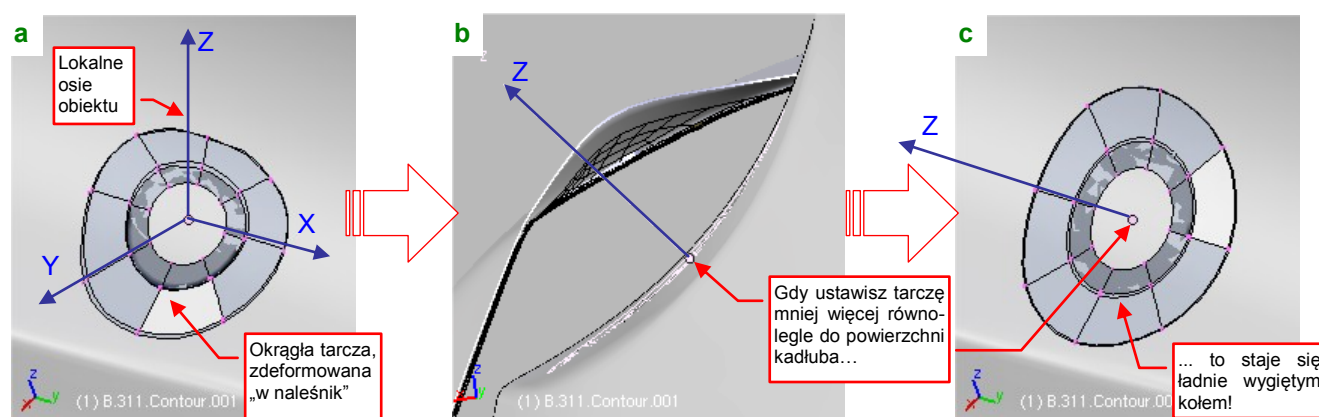 a
Lokalne
osie
obiektu
Z
X
Y
Okrągła tarcza,
zdeformowana
„w naleśnik”
z
y
x
(1) B.311.Contour.001
b
z
Z
Gdy ustawisz tarczę
mniej więcej równo-
legle do powierzchni
kadłuba…
z
y
(1) B.311.Contour.001
c
Z
... to staje się
ładnie wygiętym
kołem!
z
y
x
(1) B.311.Contour.001